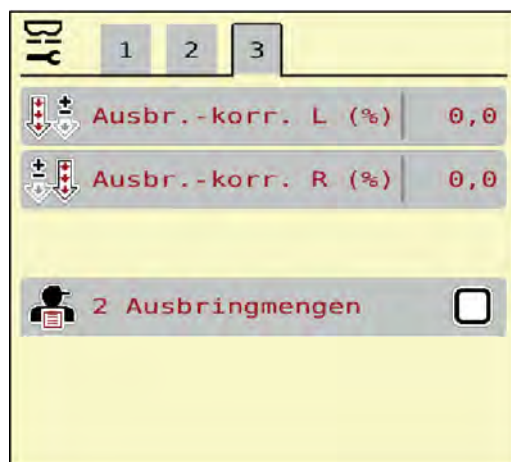 1 2 3
Ausbr.-korr. L (%) 0,0
Ausbr.-korr. R (%) 0,0
2 Ausbringmengen